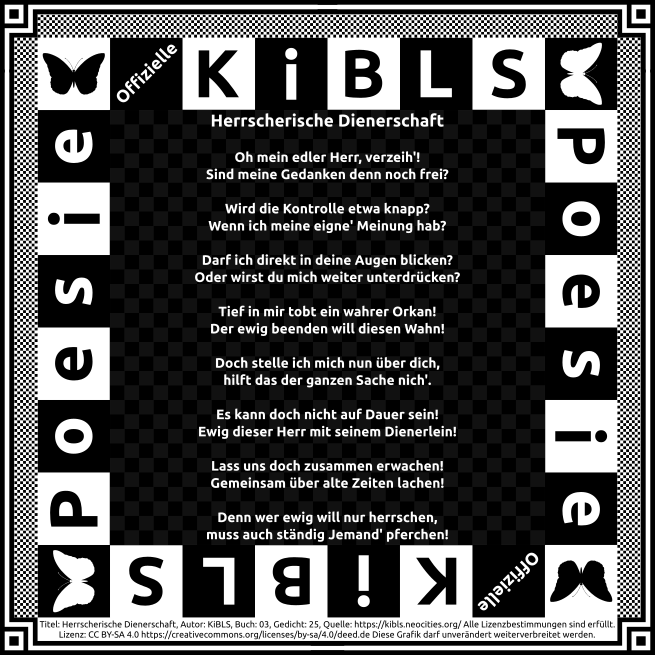 Offizielle KiBLS
Poesie
Poesie
Herrscherische Dienerschaft
Oh mein edler Herr, verzeih'!
Sind meine Gedanken denn noch frei?
Wird die Kontrolle etwa knapp?
Wenn ich meine eigne' Meinung hab?
Darf ich direkt in deine Augen blicken?
Oder wirst du mich weiter unterdrücken?
Tief in mir tobt ein wahrer Orkan!
Der ewig beenden will diesen Wahn!
Doch stelle ich mich nun über dich,
hilft das der ganzen Sache nich'.
Es kann doch nicht auf Dauer sein!
Ewig dieser Herr mit seinem Dienerlein!
Lass uns doch zusammen erwachen!
Gemeinsam über alte Zeiten lachen!
Denn wer ewig will nur herrschen,
muss auch ständig Jemand' pferchen!
Offizielle KiBLS
Titel: Herrscherische Dienerschaft, Autor: KiBLS, Buch: 03, Gedicht: 25, Quelle: https://kibls.neocities.org/ Alle Lizenzbestimmungen sind erfüllt.
Lizenz: CC BY-SA 4.0 https://creativecommons.org/licenses/by-sa/4.0/deed.de Diese Grafik darf unverändert weiterverbreitet werden.